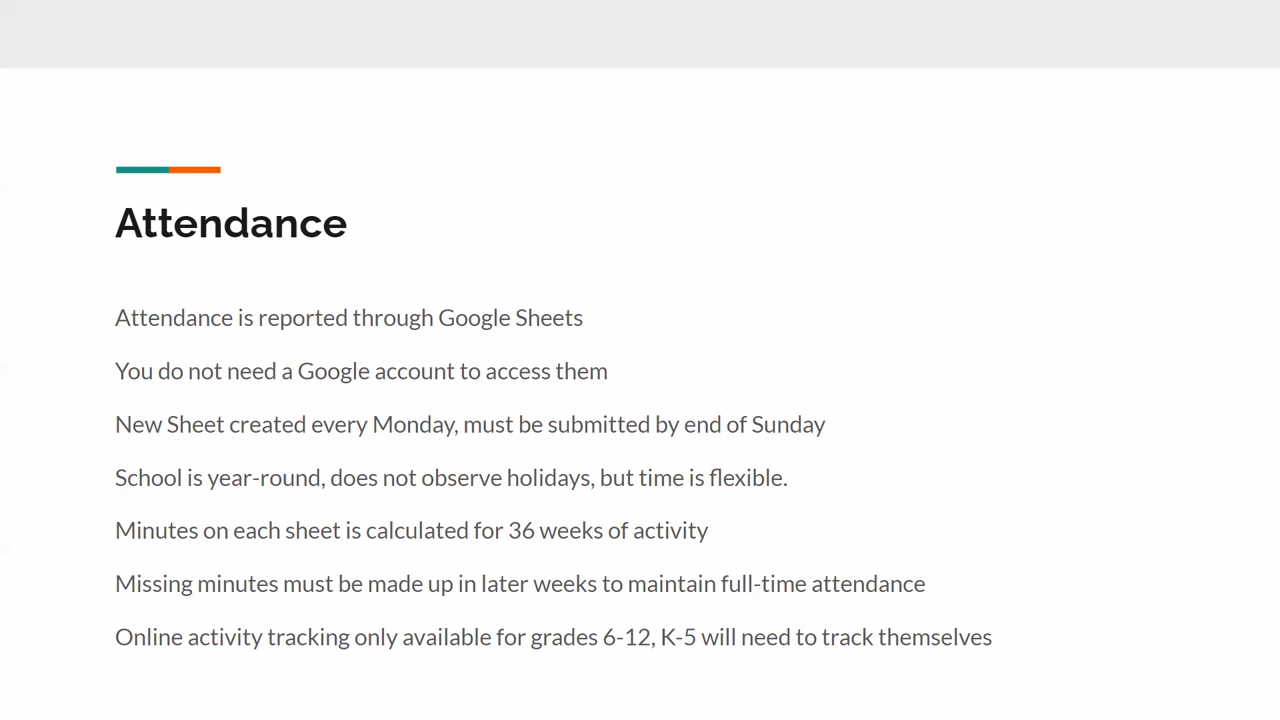 Attendance
Attendance is reported through Google Sheets
You do not need a Google account to access them
New Sheet created every Monday, must be submitted by end of Sunday
School is year-round, does not observe holidays, but time is flexible.
Minutes on each sheet is calculated for 36 weeks of activity
Missing minutes must be made up in later weeks to maintain full-time attendance
Online activity tracking only available for grades 6-12, K-5 will need to track themselves